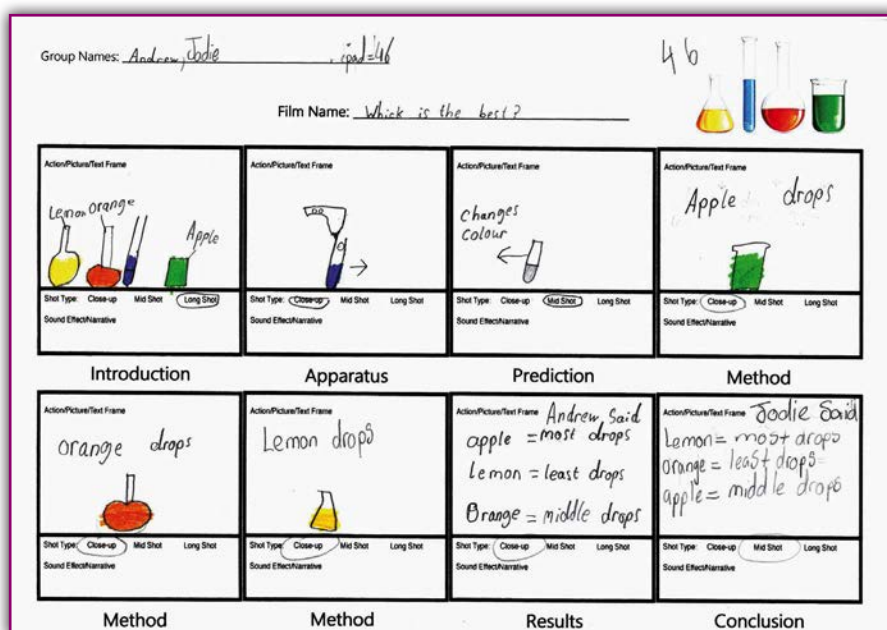 Group Names: Andrew, Jodie . ipad=46
46
Film Name: Which is the best?
Action/Picture/Text Frame
Lemon orange
Apple
Shot Type: Close-up Mid Shot Long Shot
Sound Effect/Narrative
Introduction
Action/Picture/Text Frame
Shot Type: Close-up Mid Shot Long Shot
Sound Effect/Narrative
Apparatus
Action/Picture/Text Frame
changes
colour
Shot Type: Close-up Mid Shot Long Shot
Sound Effect/Narrative
Prediction
Action/Picture/Text Frame
Apple drops
Shot Type: Close-up Mid Shot Long Shot
Sound Effect/Narrative
Method
Action/Picture/Text Frame
orange drops
Shot Type: Close-up Mid Shot Long Shot
Sound Effect/Narrative
Method
Action/Picture/Text Frame
Lemon drops
Shot Type: Close-up Mid Shot Long Shot
Sound Effect/Narrative
Method
Action/Picture/Text Frame Andrew Said
apple = most drops
lemon = least drops
Orange = middle drops
Shot Type: Close-up Mid Shot Long Shot
Sound Effect/Narrative
Results
Action/Picture/Text Frame Jodie Said
Lemon = most drops
orange = least drops
apple = middle drops
Shot Type: Close-up Mid Shot Long Shot
Sound Effect/Narrative
Conclusion